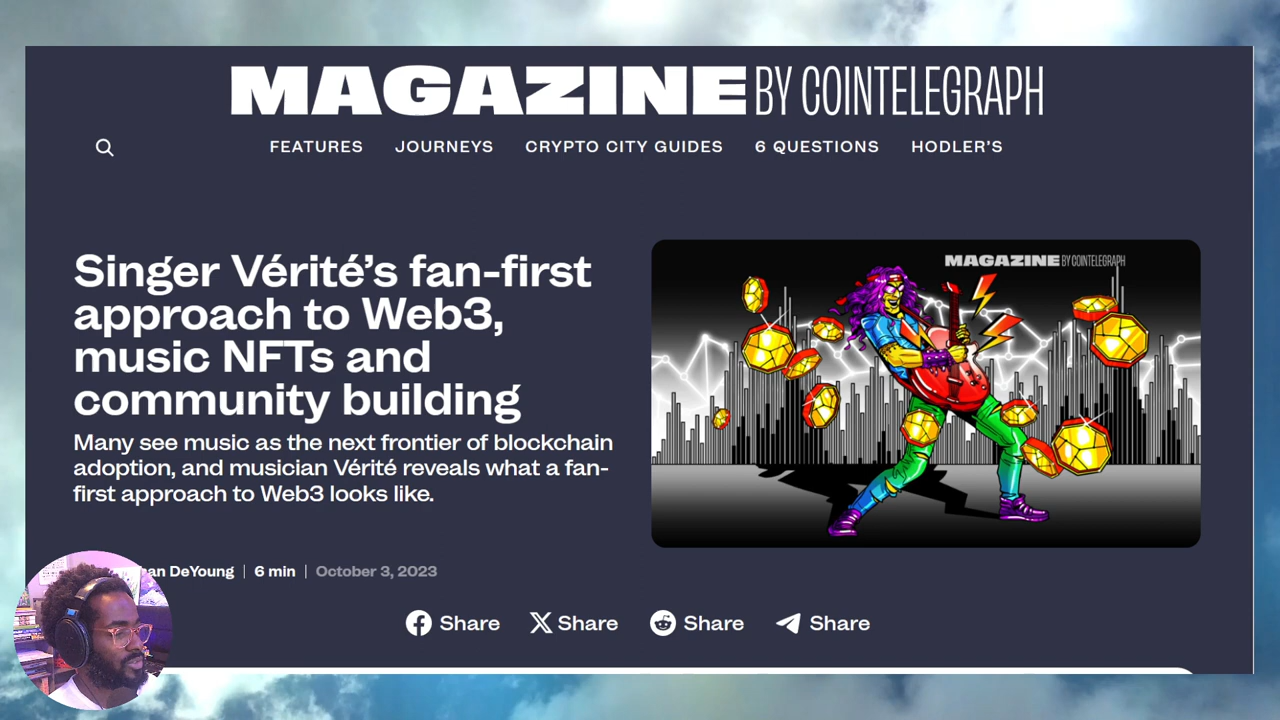 MAGAZINE BY COINTELEGRAPH
FEATURES JOURNEYS CRYPTO CITY GUIDES 6 QUESTIONS HODLER'S
MAGAZINE BY COINTELEGRAPH
Singer Vérité’s fan-first
approach to Web3,
music NFTs and
community building
Many see music as the next frontier of blockchain
adoption, and musician Vérité reveals what a fan-
first approach to Web3 looks like.
DeYoung | 6 min | October 3, 2023
Share Share Share Share